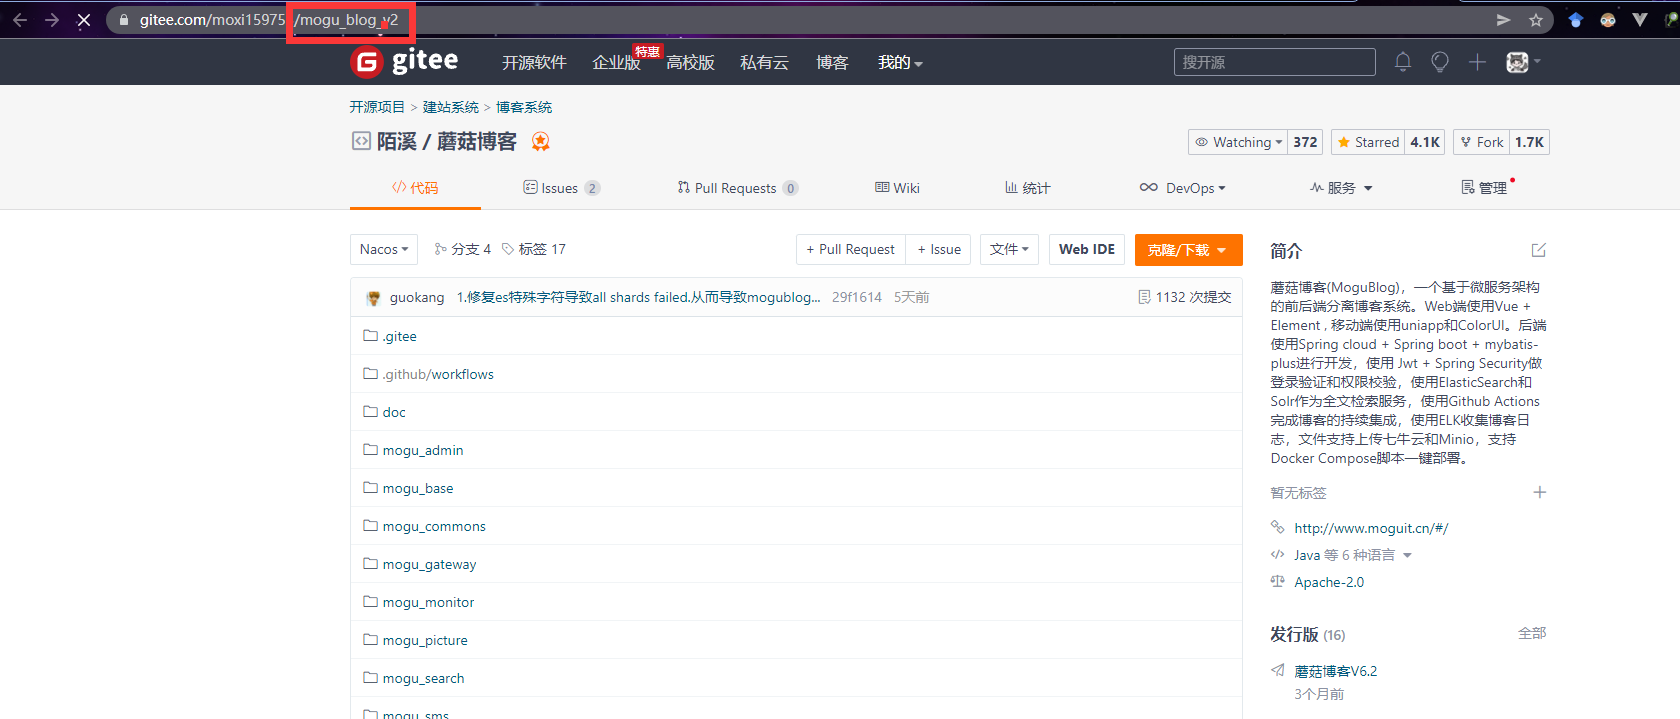 gitee.com/moxi15975 /mogu_blog_v2
gitee 开源软件 企业版 特惠 高校版 私有云 博客 我的 搜开源
开源项目 > 建站系统 > 博客系统
陌溪 / 蘑菇博客
Watching 372 Starred 4.1K Fork 1.7K
代码 Issues 2 Pull Requests 0 Wiki 统计 DevOps 服务 管理
Nacos 分支 4 标签 17 + Pull Request + Issue 文件 Web IDE 克隆/下载
guokang 1.修复es特殊字符导致all shards failed.从而导致mogublog... 29f1614 5天前 1132 次提交
.gitee
.github/workflows
doc
mogu_admin
mogu_base
mogu_commons
mogu_gateway
mogu_monitor
mogu_picture
mogu_search
mogu_sms
简介
蘑菇博客(MoguBlog)，一个基于微服务架构
的前后端分离博客系统。Web端使用Vue +
Element , 移动端使用uniapp和ColorUI。后端
使用Spring cloud + Spring boot + mybatis-
plus进行开发，使用 Jwt + Spring Security做
登录验证和权限校验，使用ElasticSearch和
Solr作为全文检索服务，使用Github Actions
完成博客的持续集成，使用ELK收集博客日
志，文件支持上传七牛云和Minio，支持
Docker Compose脚本一键部署。
暂无标签
http://www.moguit.cn/#/
Java 等 6 种语言
Apache-2.0
发行版 (16) 全部
蘑菇博客V6.2
3个月前